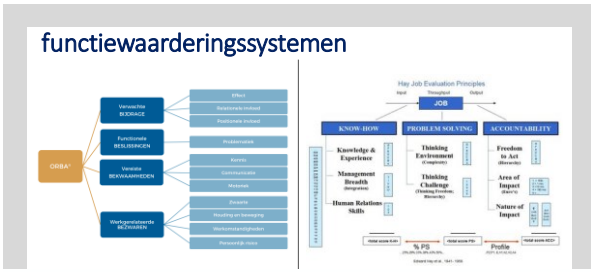 functiewaarderingssystemen
ORBA®
Verwachte
BIJDRAGE
Effect
Relationele invloed
Positionele invloed
Functionele
BESLISSINGEN
Problematiek
Vereiste
BEKWAAMHEDEN
Kennis
Communicatie
Motoriek
Werkgerelateerde
BEZWAREN
Zwaarte
Houding en beweging
Werkomstandigheden
Persoonlijk risico
Hay Job Evaluation Principles
Input
Throughput
Output
JOB
KNOW-HOW
PROBLEM SOLVING
ACCOUNTABILITY
Knowledge &
Experience
Management
Breadth
(Integration)
Human Relations
Skills
Thinking
Environment
(Complexity)
Thinking
Challenge
(Thinking Freedom;
Hierarchy)
Freedom
to Act
(Hierarchy)
Area of
Impact
Nature of
Impact
% PS
Profile